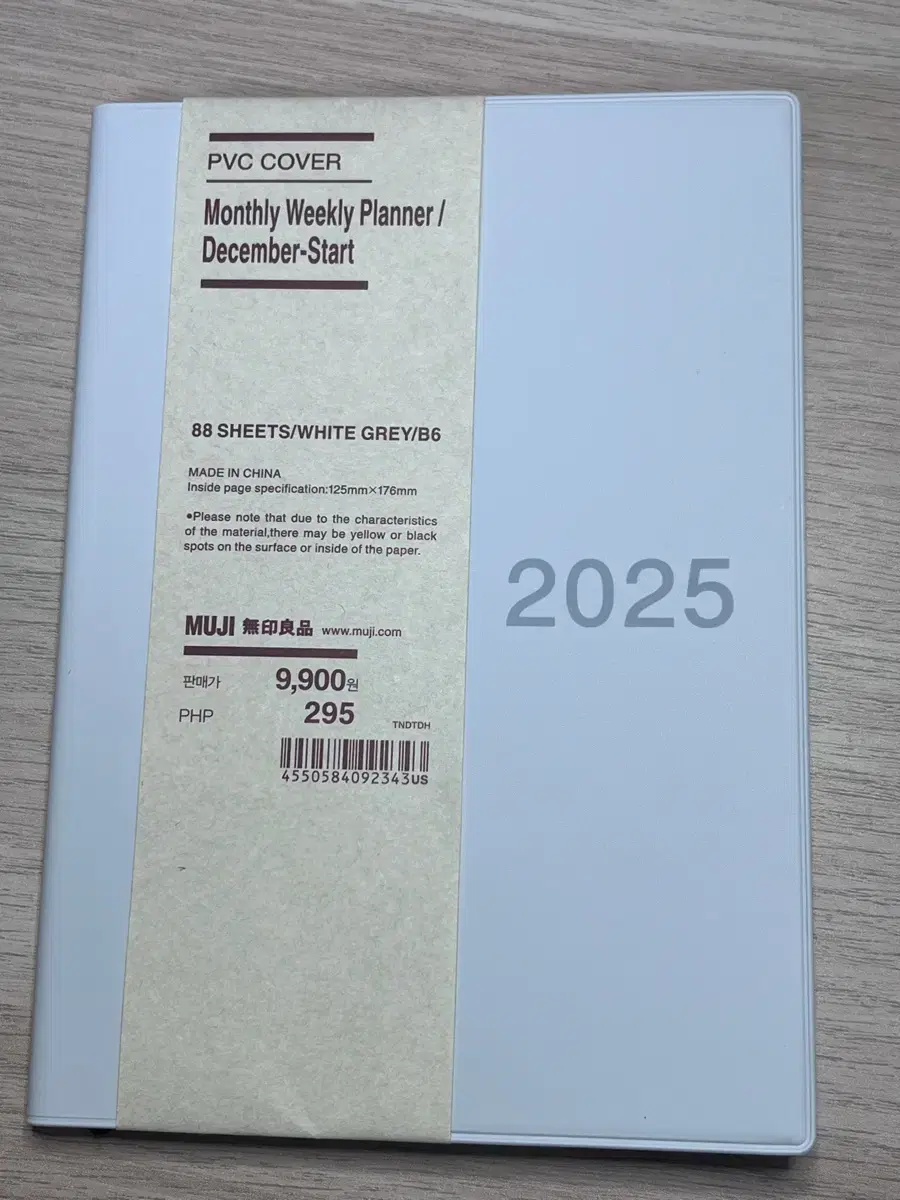 PVC COVER
Monthly Weekly Planner /
December-Start
88 SHEETS/WHITE GREY/B6
MADE IN CHINA
Inside page specification:125mm×176mm
•Please note that due to the characteristics
of the material,there may be yellow or black
spots on the surface or inside of the paper.
MUJI 無印良品 www.muji.com
판매가 9,900원
PHP 295
TNDTDH
4550584092343US
2025